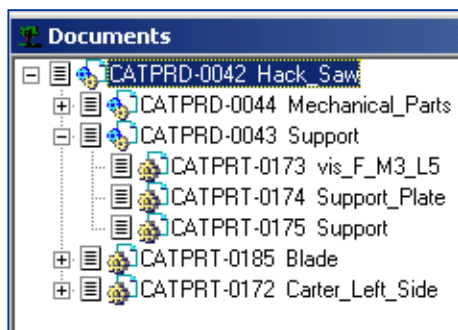 Documents
CATPRD-0042 Hack_Saw
CATPRD-0044 Mechanical_Parts
CATPRD-0043 Support
CATPRT-0173 vis_F_M3_L5
CATPRT-0174 Support_Plate
CATPRT-0175 Support
CATPRT-0185 Blade
CATPRT-0172 Carter_Left_Side